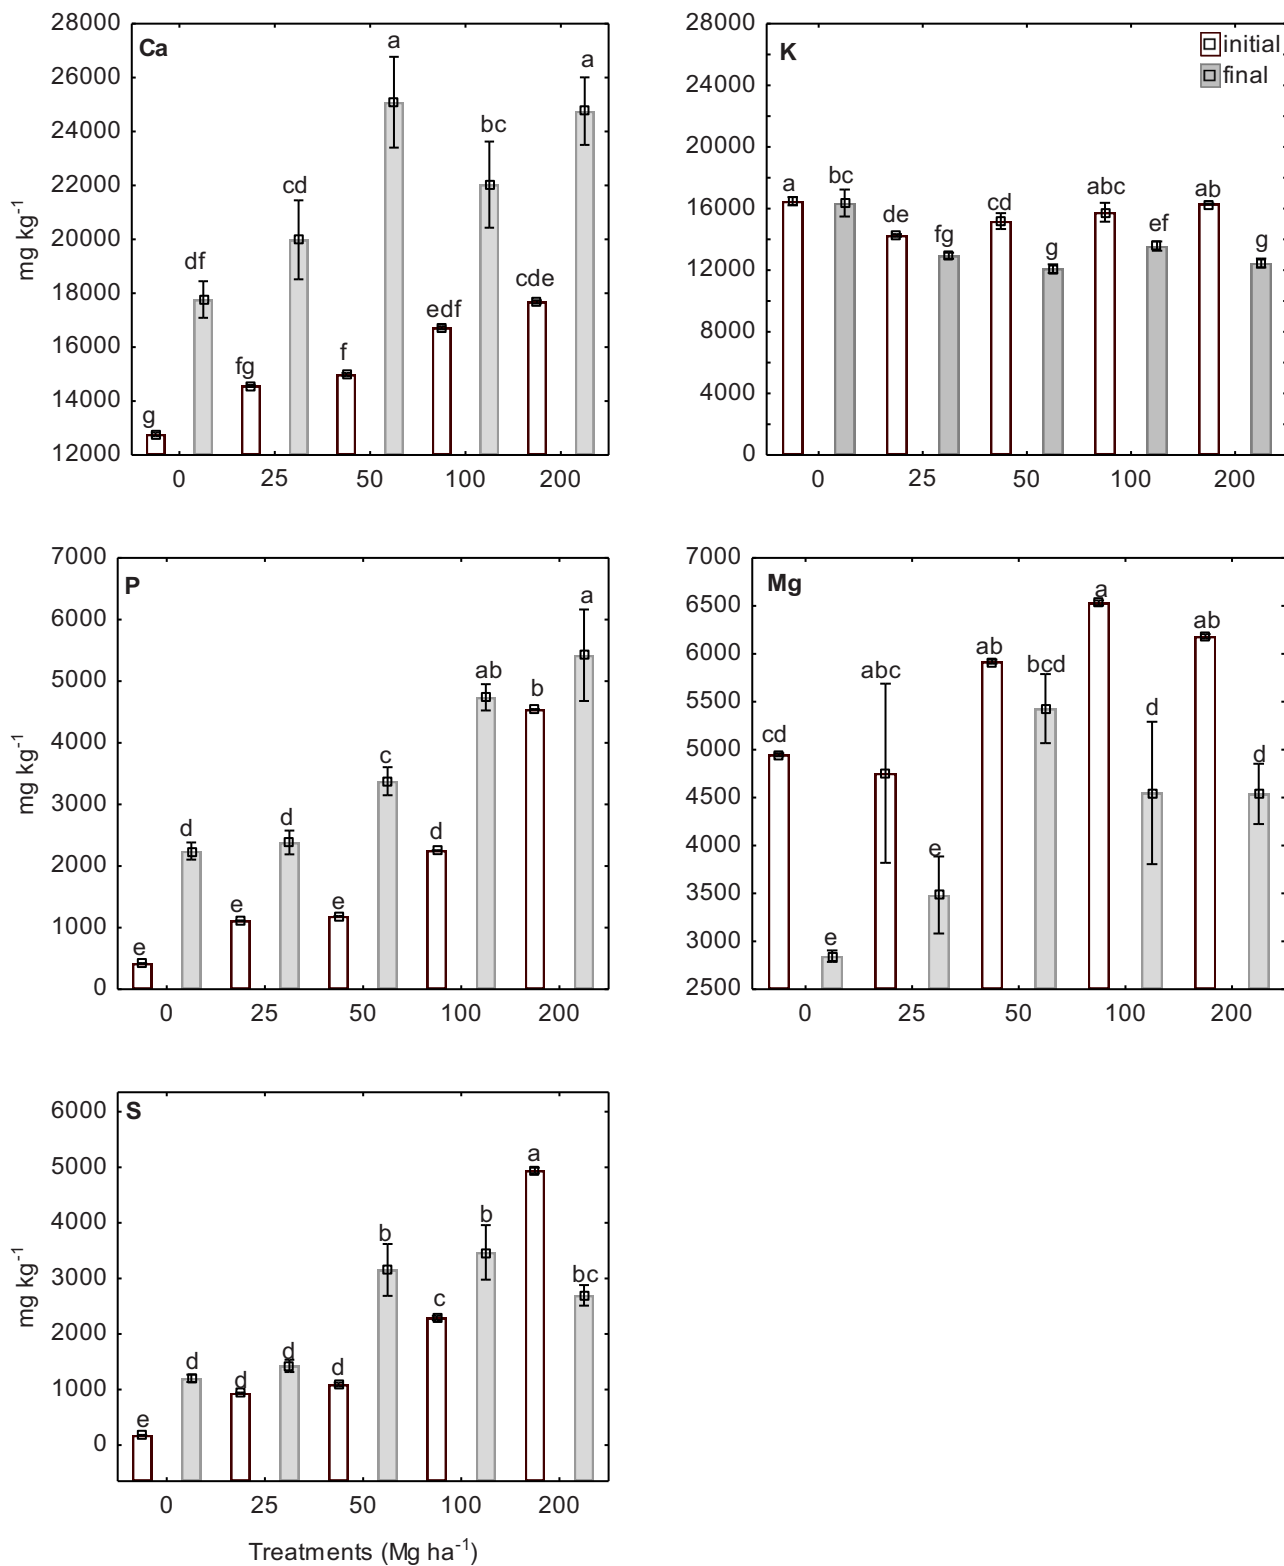 Ca
28000
26000
24000
22000
20000
18000
16000
14000
12000
mg kg-1
g
df
fg
cd
f
a
edf
bc
cde
a
0 25 50 100 200
K
initial
final
28000
24000
20000
16000
12000
8000
4000
0
a
bc
de
fg
cd
g
abc
ef
ab
g
0 25 50 100 200
P
7000
6000
5000
4000
3000
2000
1000
0
mg kg-1
e
d
e
d
e
c
d
ab
b
a
0 25 50 100 200
Mg
7000
6500
6000
5500
5000
4500
4000
3500
3000
2500
cd
e
abc
e
ab
bcd
a
d
ab
d
0 25 50 100 200
S
6000
5000
4000
3000
2000
1000
0
mg kg-1
e
d
d
d
d
b
c
b
a
bc
0 25 50 100 200
Treatments (Mg ha-1)